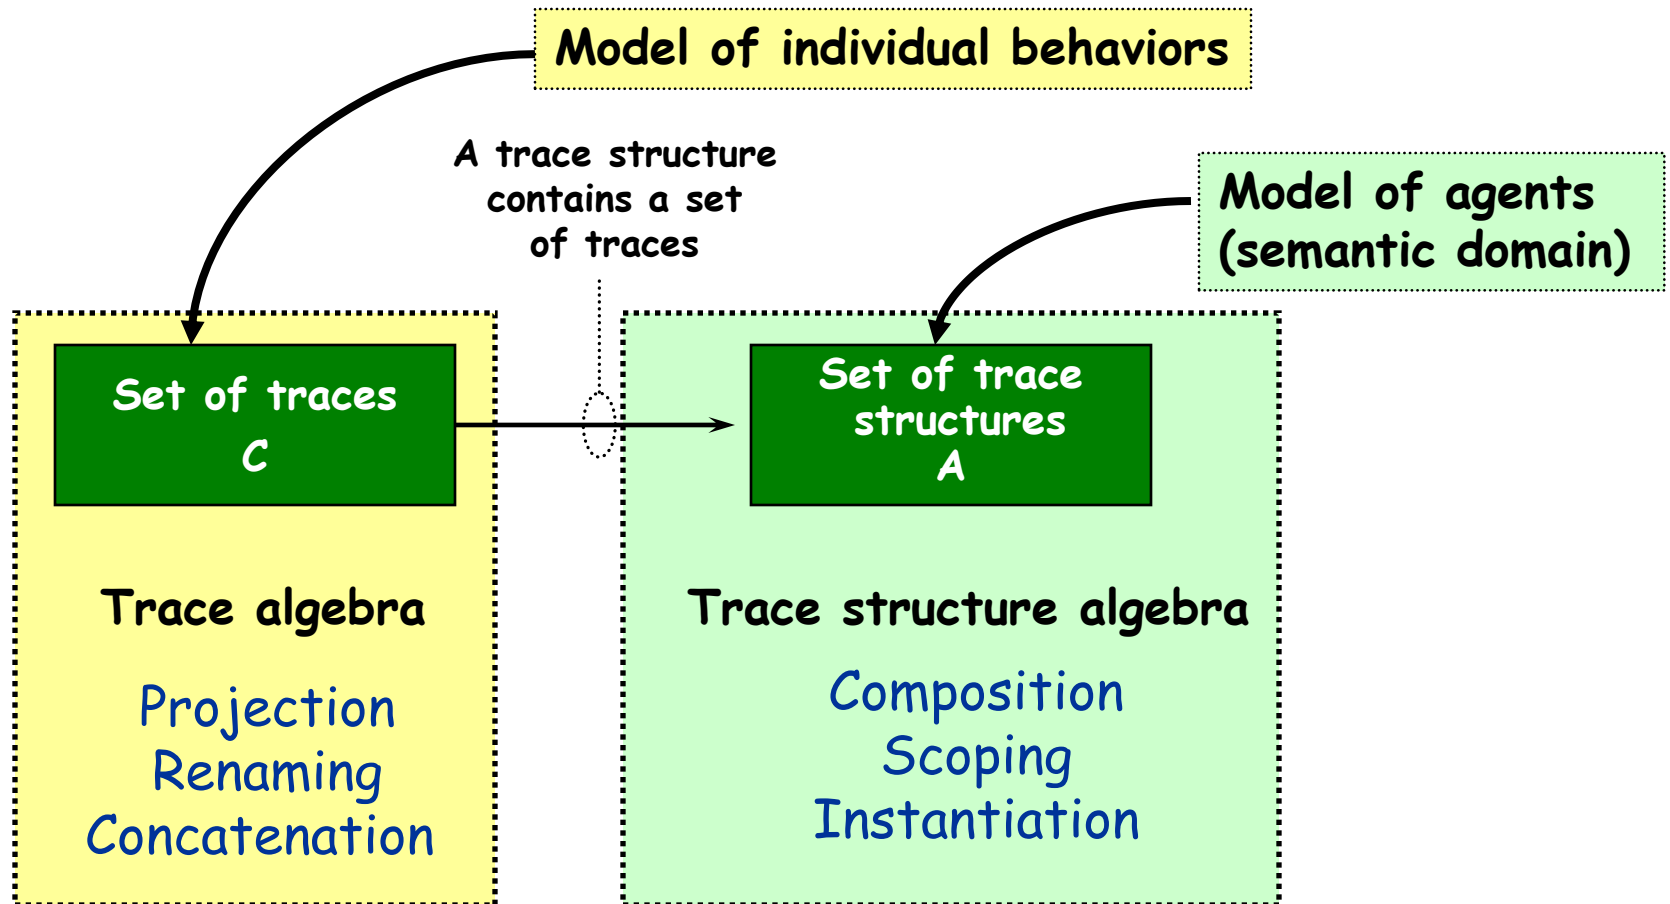 Model of individual behaviors
A trace structure
contains a set
of traces
Model of agents
(semantic domain)
Set of traces
C
Set of trace
structures
A
Trace algebra
Projection
Renaming
Concatenation
Trace structure algebra
Composition
Scoping
Instantiation